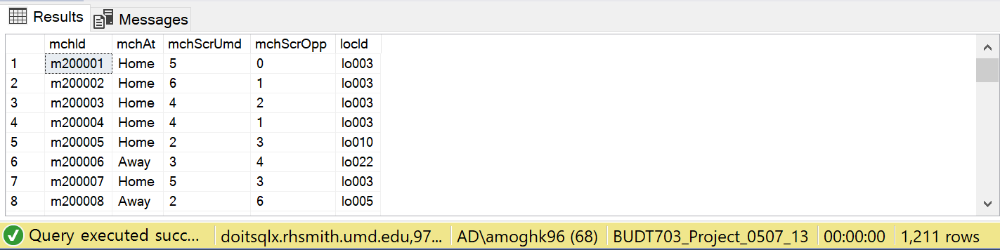 Results Messages
mchId mchAt mchScrUmd mchScrOpp locId
1 m200001 Home 5 0 lo003
2 m200002 Home 6 1 lo003
3 m200003 Home 4 2 lo003
4 m200004 Home 4 1 lo003
5 m200005 Home 2 3 lo010
6 m200006 Away 3 4 lo022
7 m200007 Home 5 3 lo003
8 m200008 Away 2 6 lo005
Query executed succ... doitsqlx.rhsmith.umd.edu,97... AD\amoghk96 (68) BUDT703_Project_0507_13 00:00:00 1,211 rows